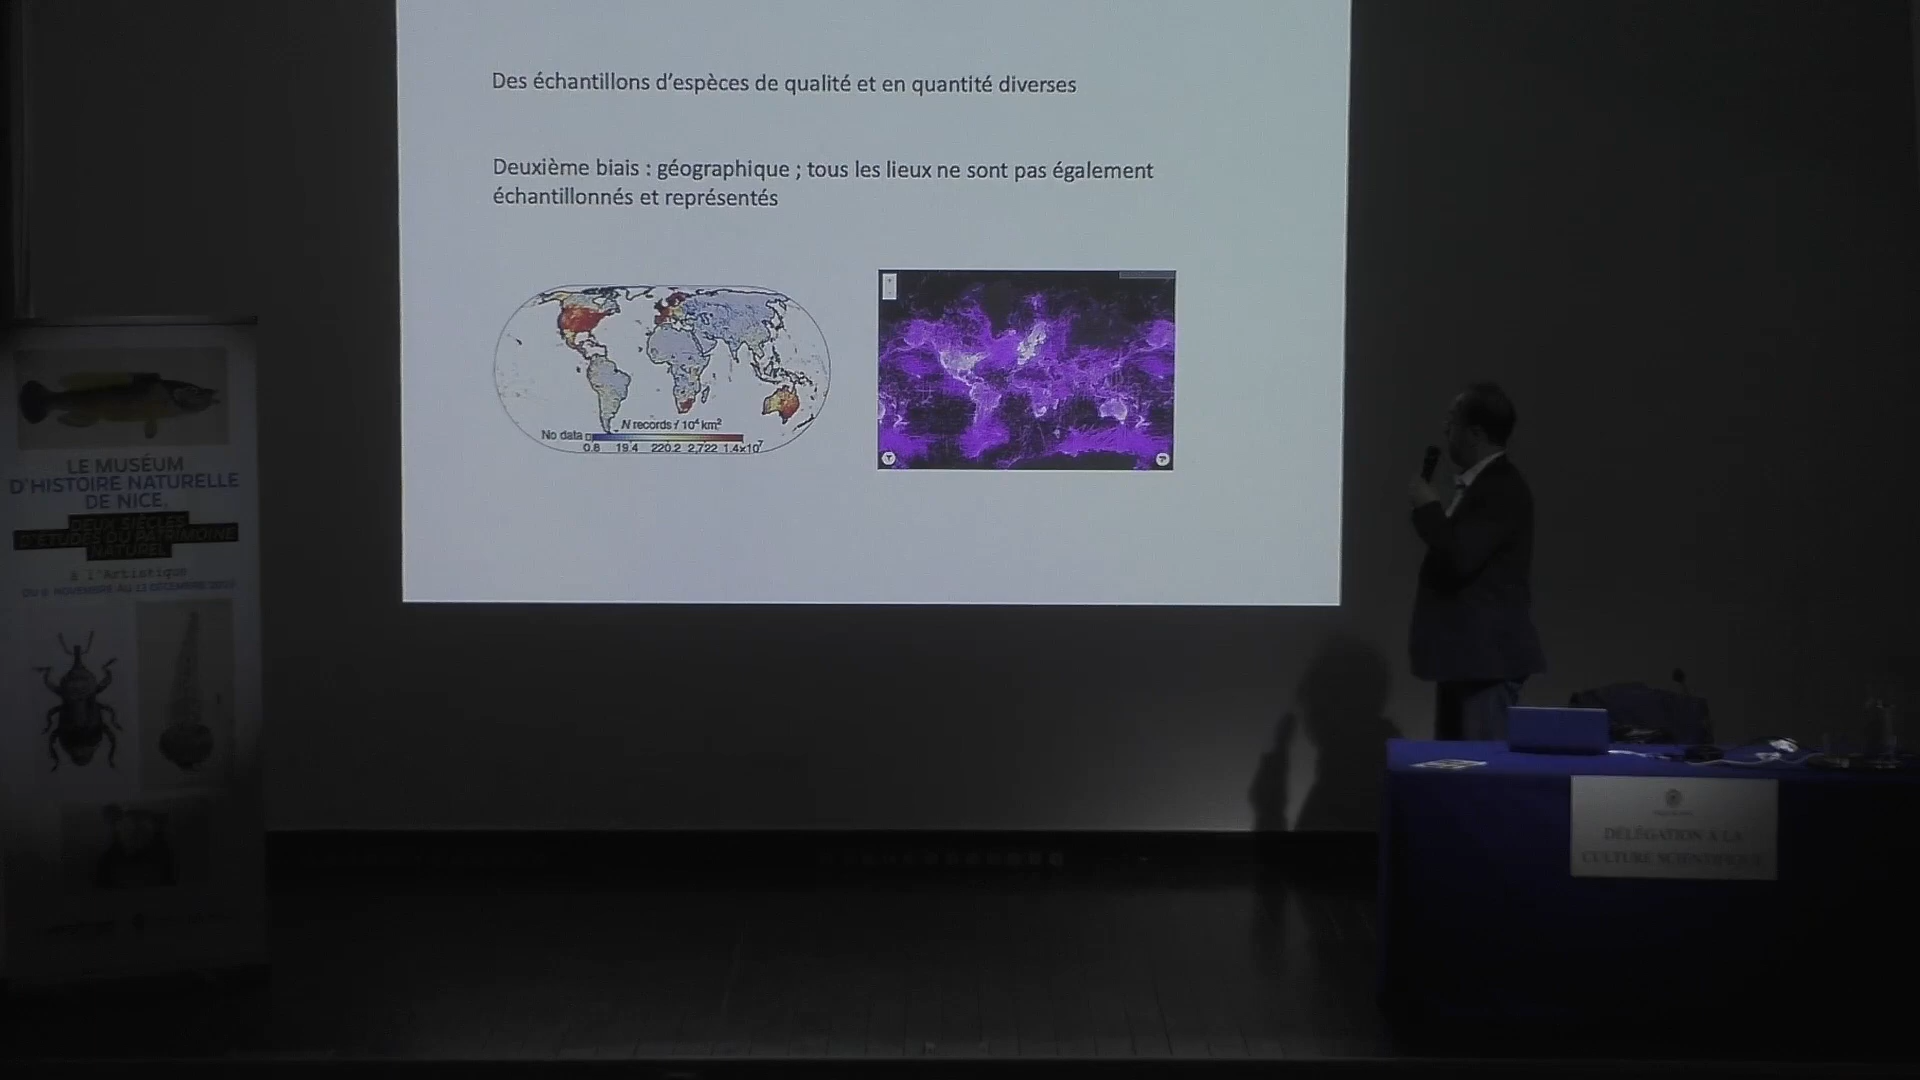 Des échantillons d'espèces de qualité et en quantité diverses
Deuxième biais : géographique ; tous les lieux ne sont pas également
échantillonnés et représentés
N records / 10⁴ km²
No data
0.8 19.4 220.2 2,722 1.4x10⁷
LE MUSÉUM
D'HISTOIRE NATURELLE
DE NICE,
DEUX SIÈCLES
D'ÉTUDES DU PATRIMOINE
NATUREL
à l'Artistique
DÉLÉGATION A LA
CULTURE SCIENTIFIQUE